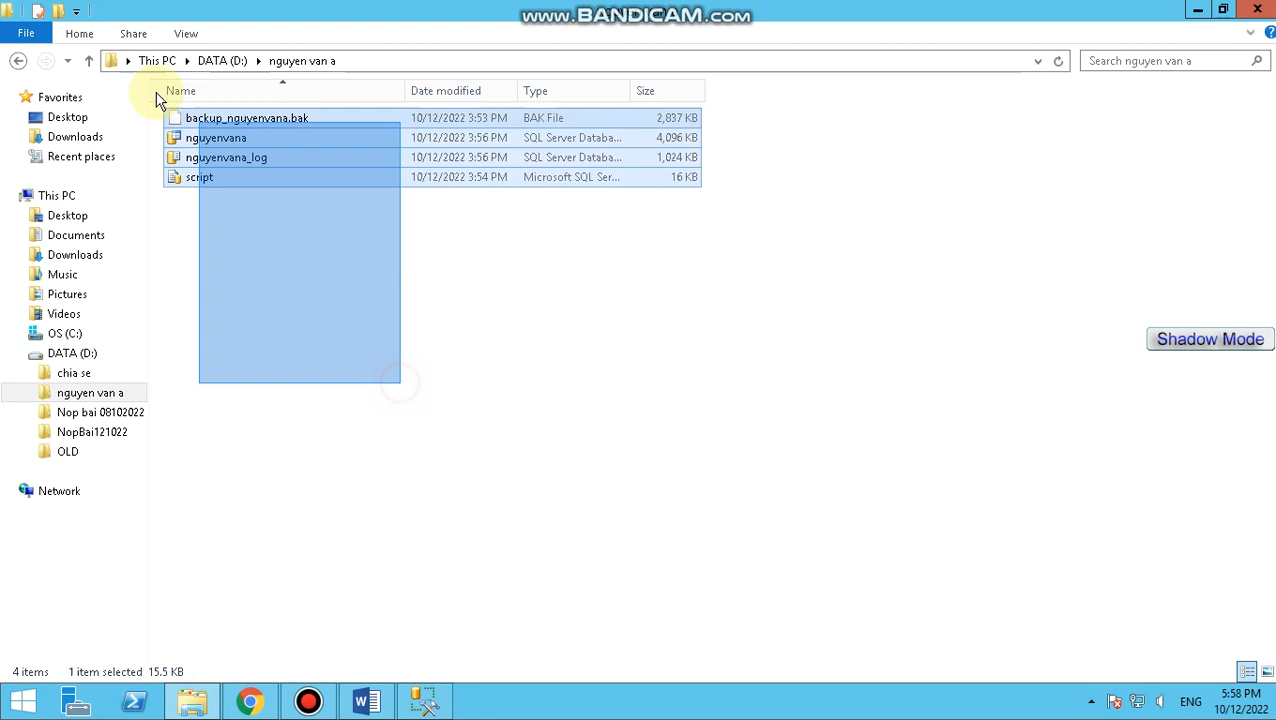 www.BANDICAM.com
File Home Share View
This PC DATA (D:) nguyen van a Search nguyen van a
Name Date modified Type Size
Favorites
Desktop
Downloads
Recent places
This PC
Desktop
Documents
Downloads
Music
Pictures
Videos
OS (C:)
DATA (D:)
chia se
nguyen van a
Nop bai 08102022
NopBai121022
OLD
Network
backup_nguyenvana.bak 10/12/2022 3:53 PM BAK File 2,837 KB
nguyenvana 10/12/2022 3:56 PM SQL Server Databa... 4,096 KB
nguyenvana_log 10/12/2022 3:56 PM SQL Server Databa... 1,024 KB
script 10/12/2022 3:54 PM Microsoft SQL Ser... 16 KB
Shadow Mode
4 items 1 item selected 15.5 KB
ENG 5:58 PM
10/12/2022